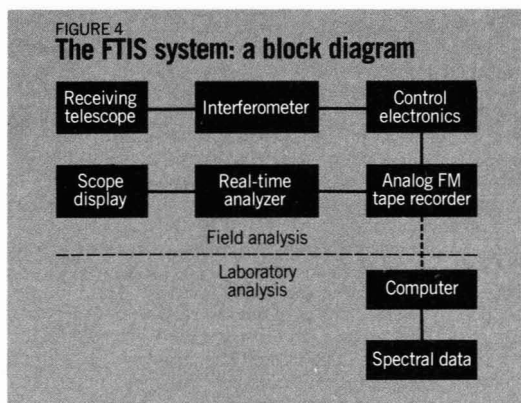 FIGURE 4
The FTIS system: a block diagram
Receiving
telescope
Interferometer
Control
electronics
Scope
display
Real-time
analyzer
Analog FM
tape recorder
Field analysis
Laboratory
analysis
Computer
Spectral data